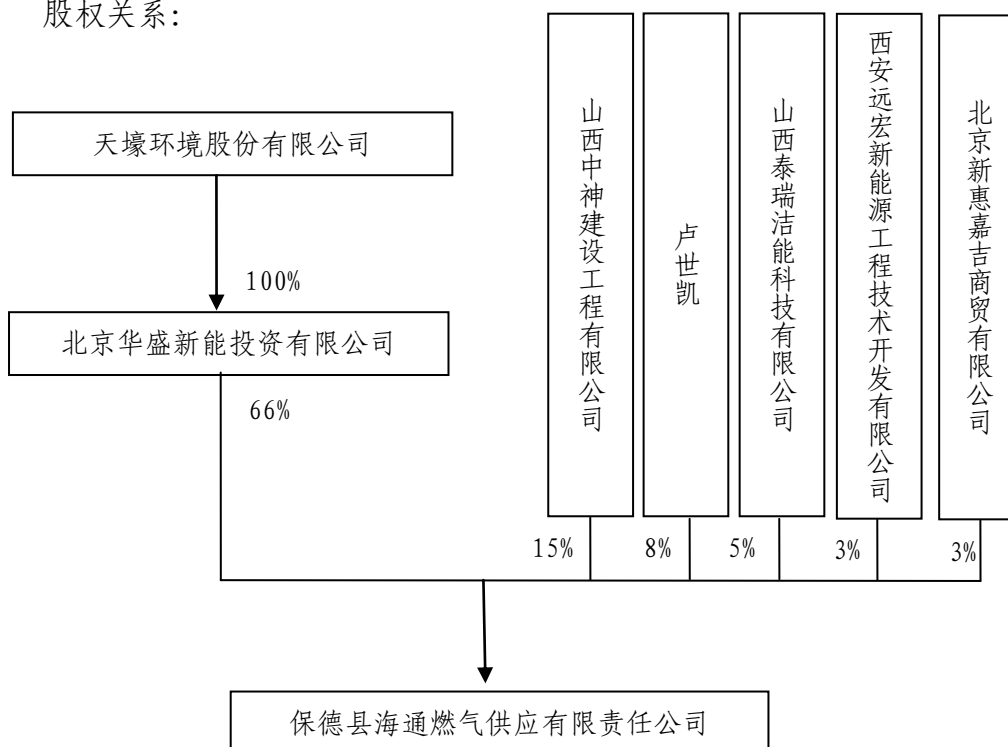 股权关系：
天壕环境股份有限公司
100%
北京华盛新能投资有限公司
66%
山西中神建设工程有限公司
卢世凯
山西泰瑞洁能科技有限公司
西安远宏新能源工程技术开发有限公司
北京新惠嘉吉商贸有限公司
15%
8%
5%
3%
3%
保德县海通燃气供应有限责任公司